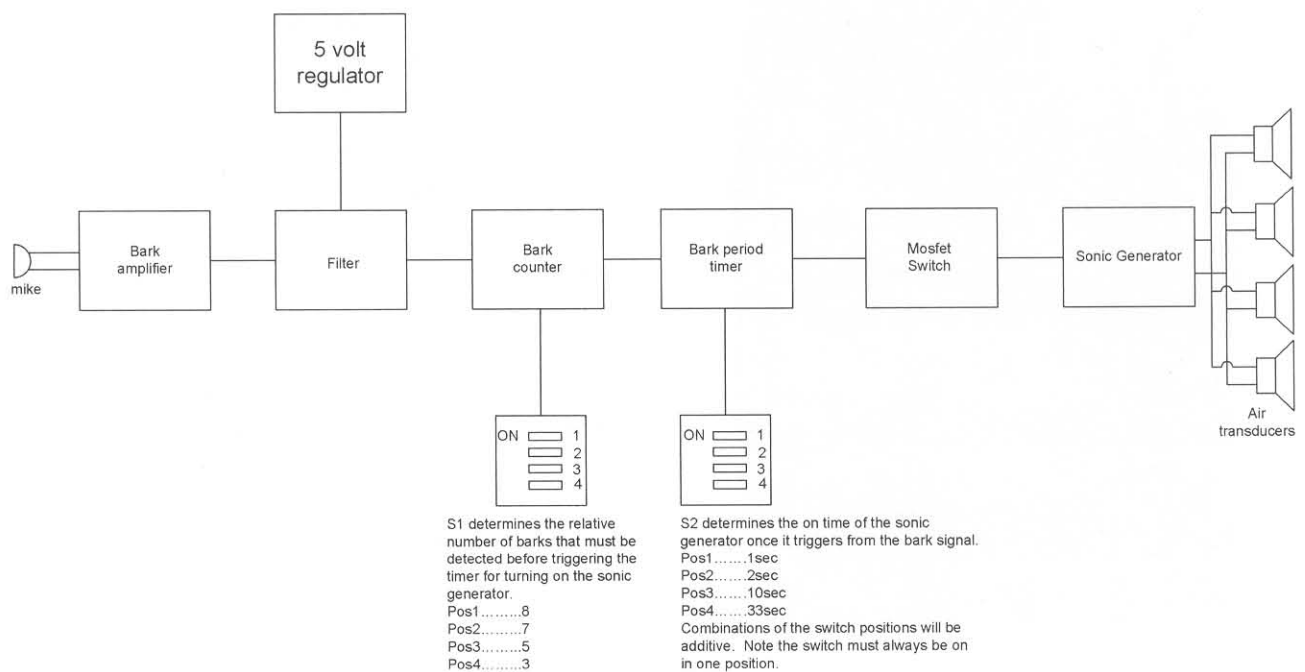 5 volt
regulator
mike
Bark
amplifier
Filter
Bark
counter
Bark period
timer
Mosfet
Switch
Sonic Generator
Air
transducers
ON 1
2
3
4
S1 determines the relative
number of barks that must be
detected before triggering the
timer for turning on the sonic
generator.
Pos1.........8
Pos2.........7
Pos3.........5
Pos4.........3
ON 1
2
3
4
S2 determines the on time of the sonic
generator once it triggers from the bark signal.
Pos1.......1sec
Pos2.......2sec
Pos3.......10sec
Pos4.......33sec
Combinations of the switch positions will be
additive. Note the switch must always be on
in one position.